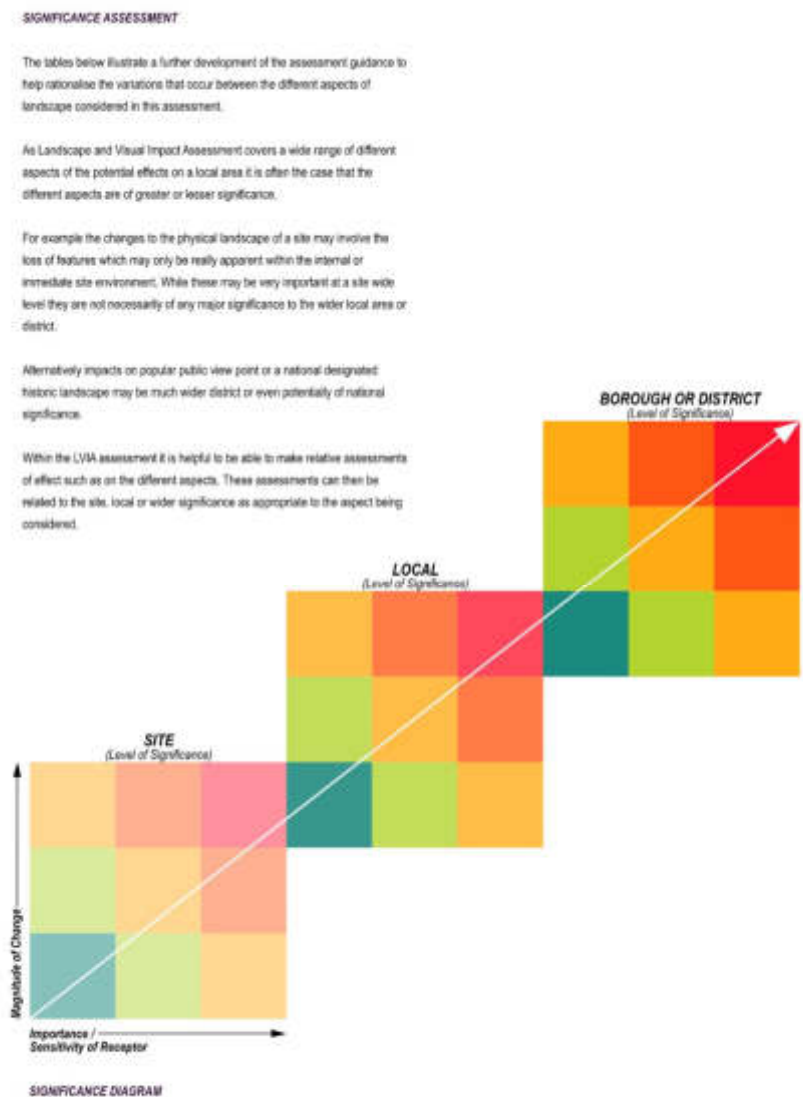 SIGNIFICANCE ASSESSMENT
The tables below illustrate a further development of the assessment guidance to
help rationalise the variations that occur between the different aspects of
landscape considered in this assessment.
As Landscape and Visual Impact Assessment covers a wide range of different
aspects of the potential effects on a local area it is often the case that the
different aspects are of greater or lesser significance.
For example the changes to the physical landscape of a site may involve the
loss of features which may only be really apparent within the internal or
immediate site environment. While these may be very important at a site wide
level they are not necessarily of any major significance to the wider local area or
district.
Alternatively impacts on popular public view point or a national designated
historic landscape may be much wider district or even potentially of national
significance.
Within the LVIA assessment it is helpful to be able to make relative assessments
of effect such as on the different aspects. These assessments can then be
related to the site, local or wider significance as appropriate to the aspect being
considered.
BOROUGH OR DISTRICT
(Level of Significance)
LOCAL
(Level of Significance)
SITE
(Level of Significance)
Magnitude of Change
Importance /
Sensitivity of Receptor
SIGNIFICANCE DIAGRAM